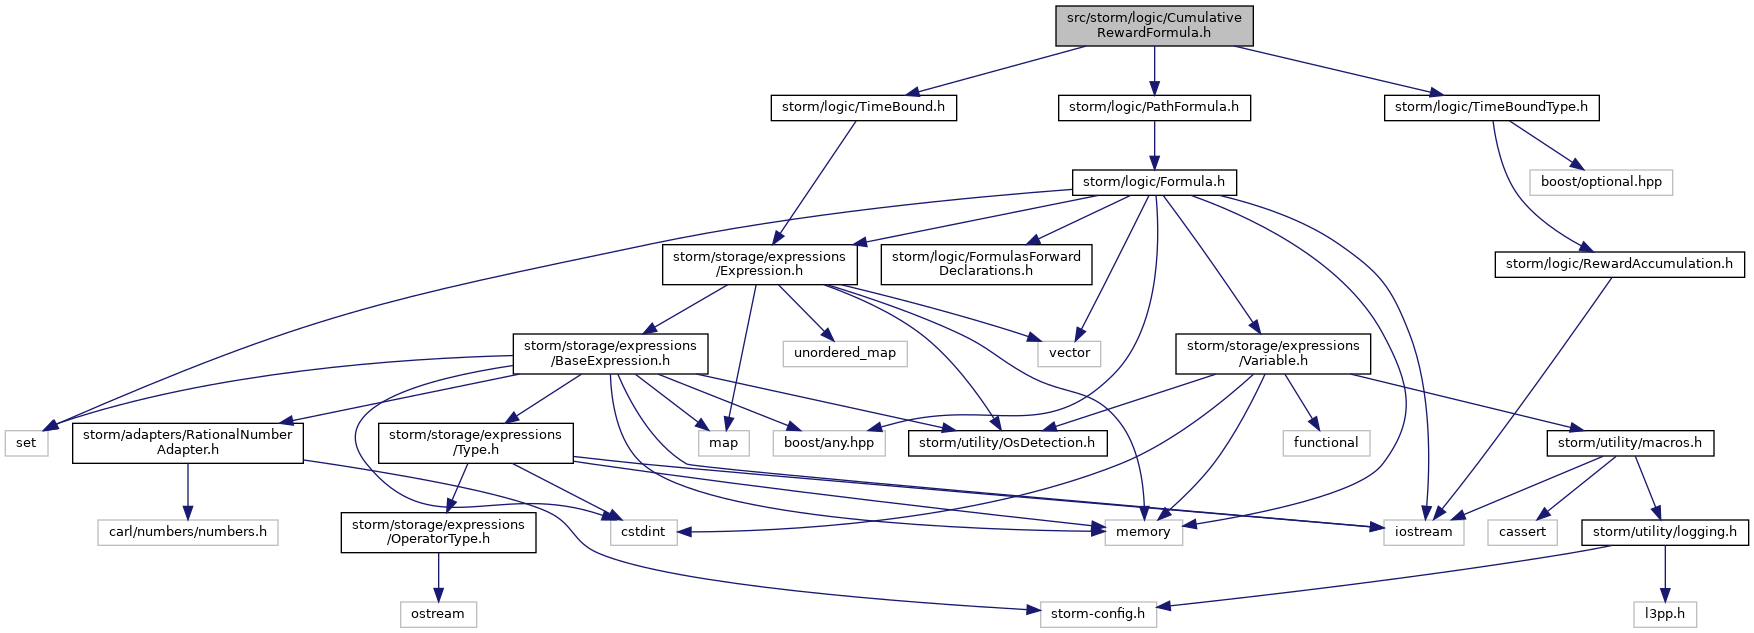 src/storm/logic/Cumulative
RewardFormula.h
storm/logic/TimeBound.h
storm/logic/PathFormula.h
storm/logic/TimeBoundType.h
storm/logic/Formula.h
boost/optional.hpp
storm/storage/expressions
/Expression.h
storm/logic/FormulasForward
Declarations.h
storm/logic/RewardAccumulation.h
storm/storage/expressions
/BaseExpression.h
unordered_map
vector
storm/storage/expressions
/Variable.h
set
storm/adapters/RationalNumber
Adapter.h
storm/storage/expressions
/Type.h
map
boost/any.hpp
storm/utility/OsDetection.h
functional
storm/utility/macros.h
carl/numbers/numbers.h
storm/storage/expressions
/OperatorType.h
cstdint
memory
iostream
cassert
storm/utility/logging.h
ostream
storm-config.h
l3pp.h